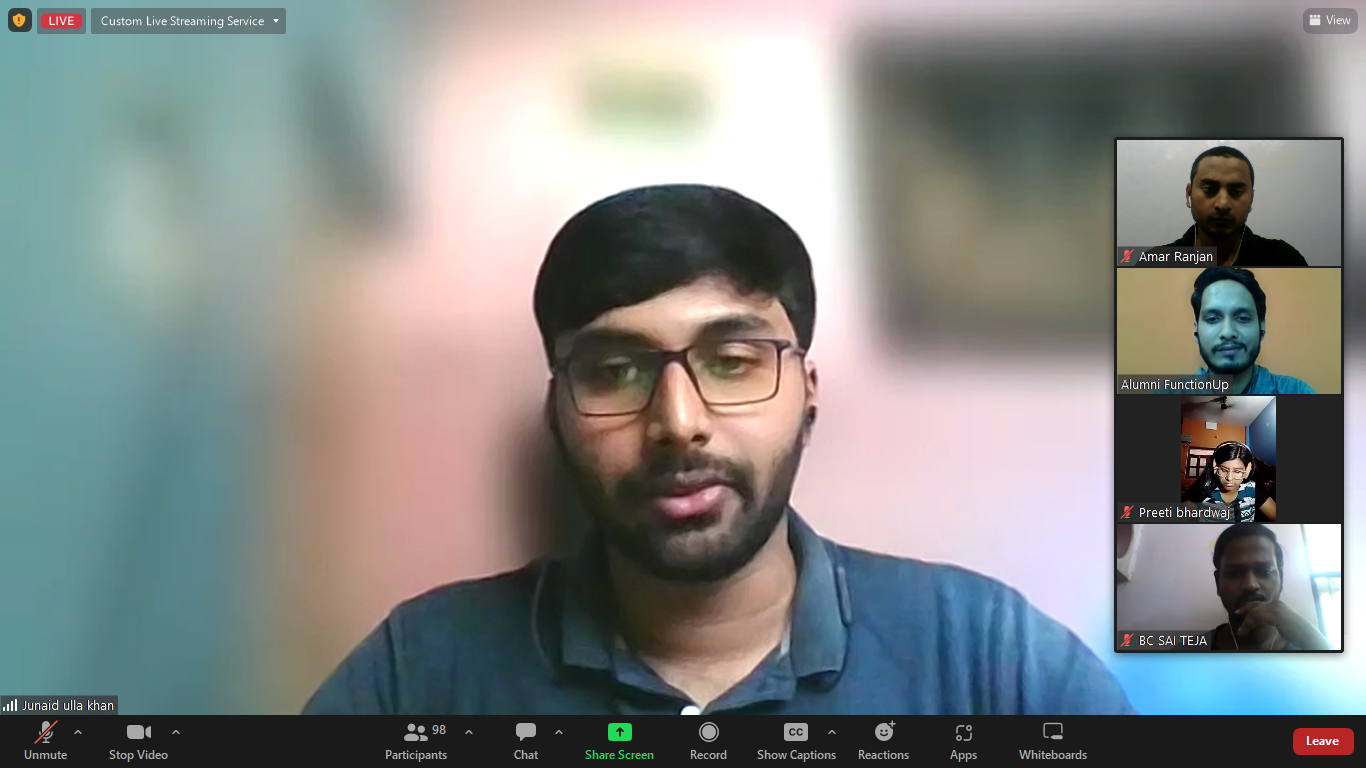 LIVE
Custom Live Streaming Service
View
Amar Ranjan
Alumni FunctionUp
Preeti bhardwaj
BC SAI TEJA
Junaid ulla khan
98
CC
Unmute
Stop Video
Participants
Chat
Share Screen
Record
Show Captions
Reactions
Apps
Whiteboards
Leave